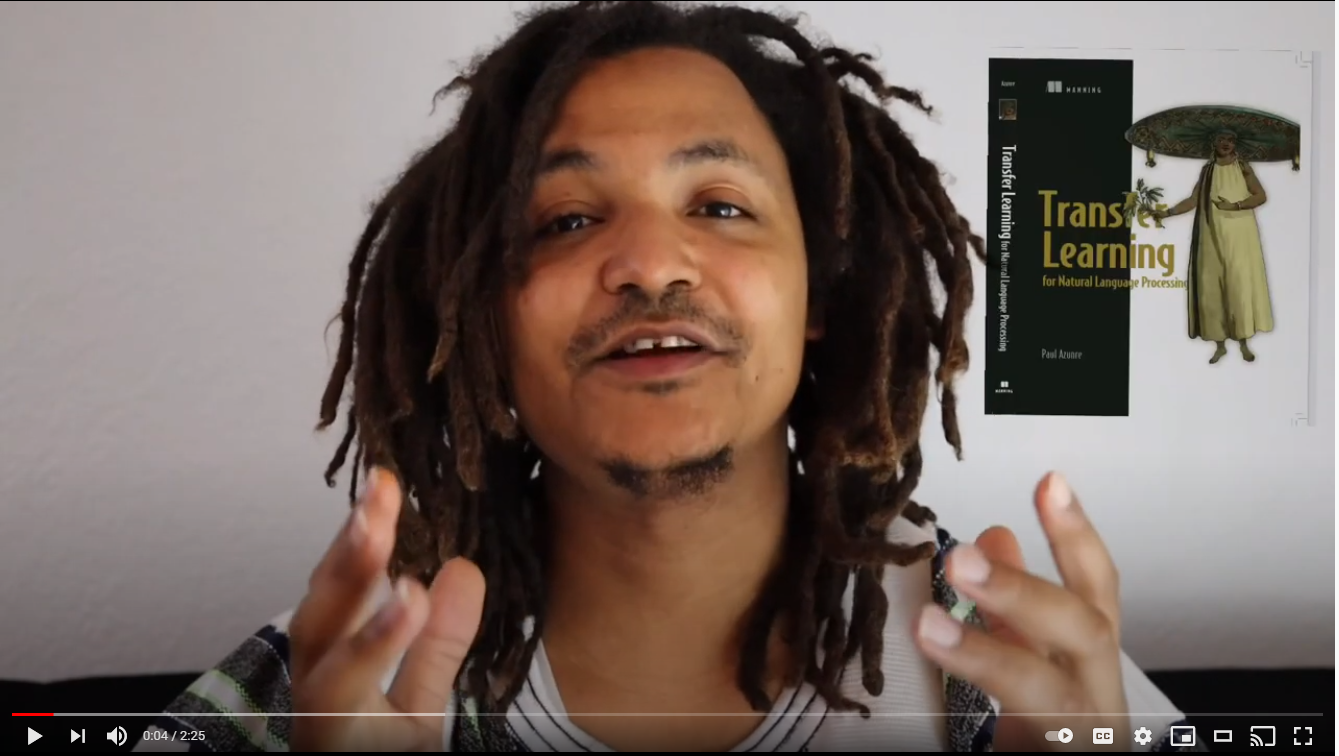 Azunre
MANNING
Transfer Learning for Natural Language Processing
MANNING
Transfer
Learning
for Natural Language Processing
Paul Azunre
0:04 / 2:25
CC